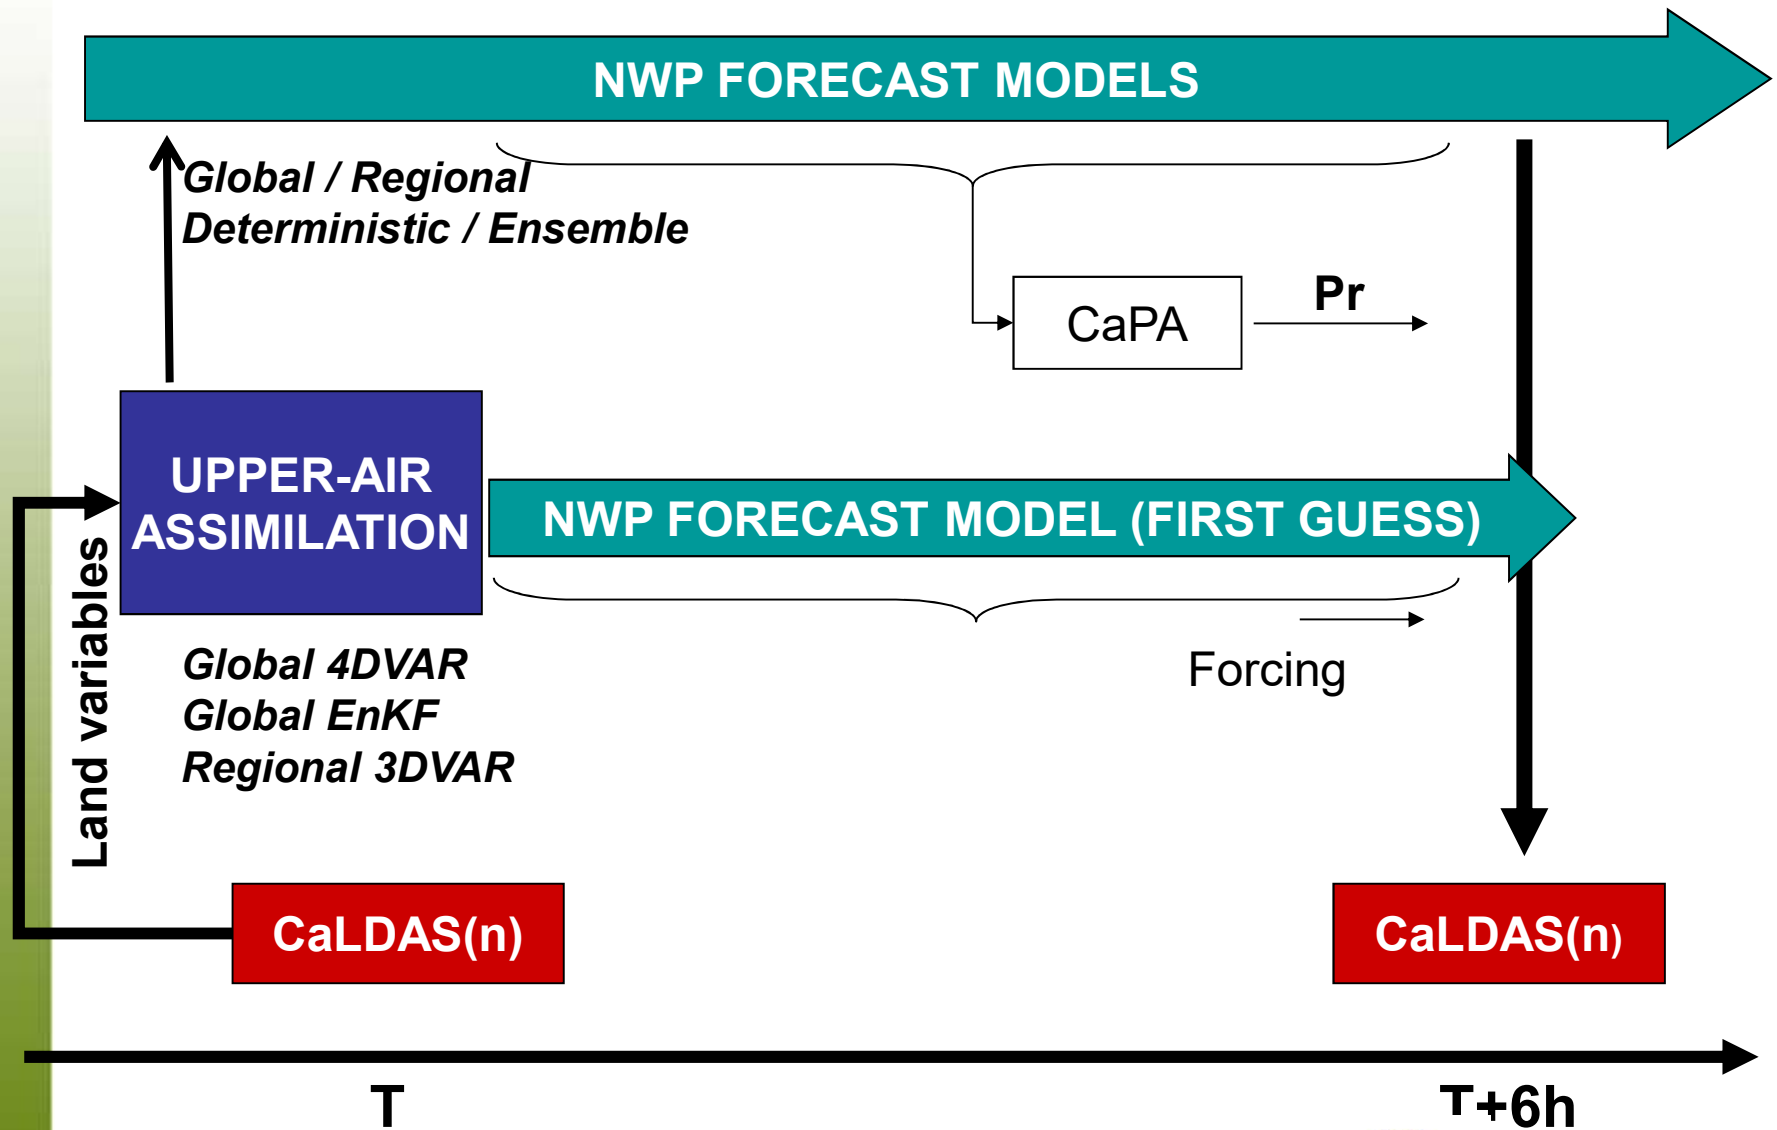 NWP FORECAST MODELS
Global / Regional
Deterministic / Ensemble
CaPA
Pr
UPPER-AIR
ASSIMILATION
NWP FORECAST MODEL (FIRST GUESS)
Land variables
Forcing
Global 4DVAR
Global EnKF
Regional 3DVAR
CaLDAS(n)
CaLDAS(n)
T
T+6h